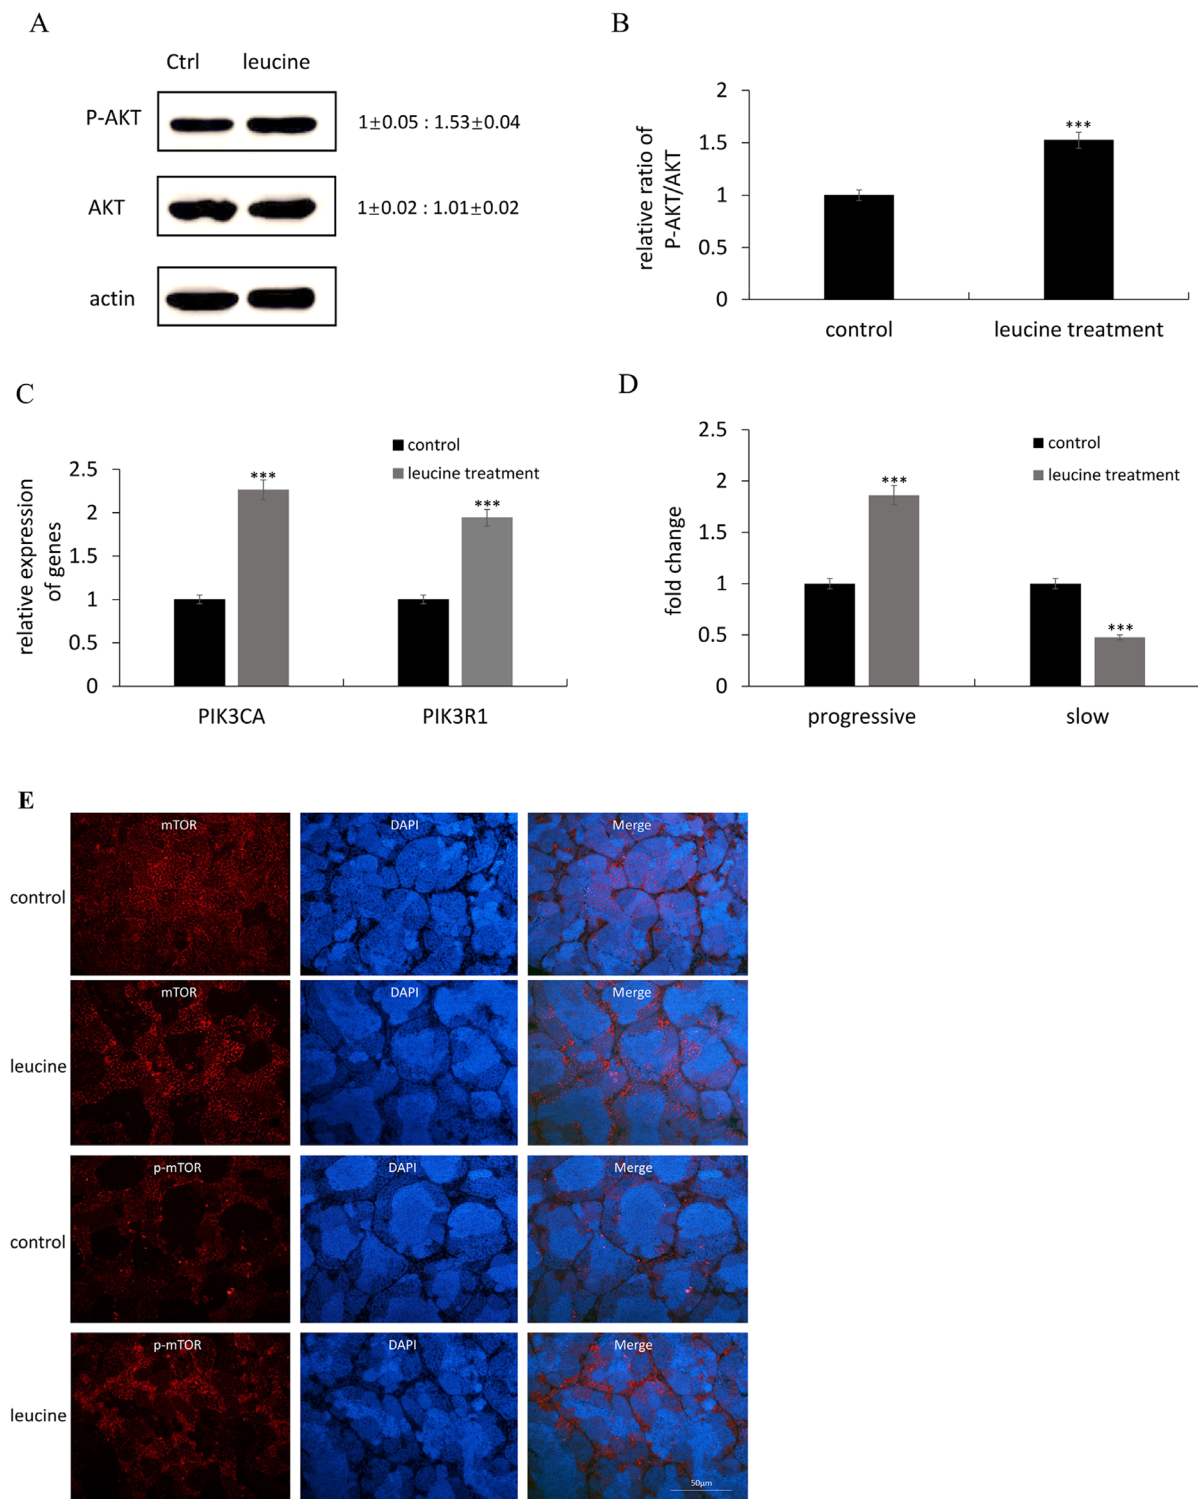 A
Ctrl leucine
P-AKT
1±0.05 : 1.53±0.04
AKT
1±0.02 : 1.01±0.02
actin
B
relative ratio of
P-AKT/AKT
2
1.5
1
0.5
0
***
control
leucine treatment
C
relative expression
of genes
2.5
2
1.5
1
0.5
0
control
leucine treatment
***
***
PIK3CA
PIK3R1
D
fold change
2.5
2
1.5
1
0.5
0
control
leucine treatment
***
***
progressive
slow
E
control
mTOR
DAPI
Merge
leucine
mTOR
DAPI
Merge
control
p-mTOR
DAPI
Merge
leucine
p-mTOR
DAPI
Merge
50μm